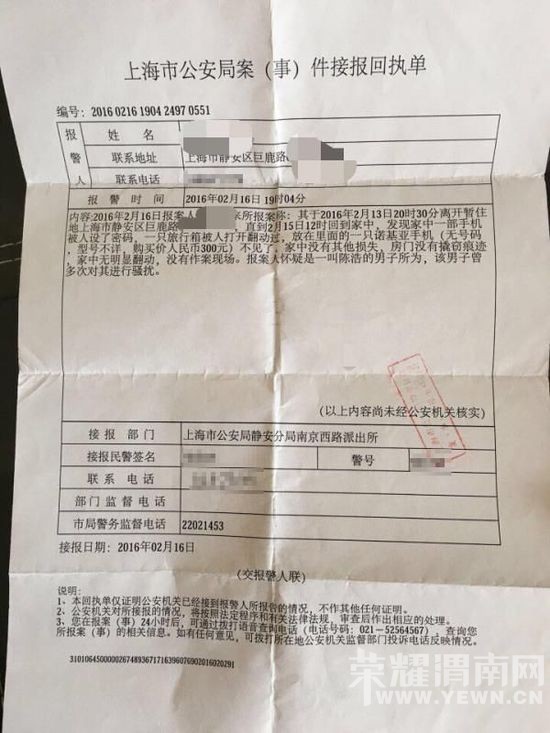 上海市公安局案（事）件接报回执单
编号：2016 0216 1904 2497 0551
报警人
姓名
联系地址 上海市静安区巨鹿路
联系电话
报警时间 2016年02月16日19时04分
内容:2016年2月16日报案人 来所报案称：其于2016年2月13日20时30分离开暂住
地上海市静安区巨鹿路 ，直到2月15日12时回到家中，发现家中一部手机
被人设了密码，一只旅行箱被人打开翻动过，放在里面的一只诺基亚手机（无号码
，型号不详，购买价人民币300元）不见了，家中没有其他损失，房门没有撬窃痕迹
，家中无明显翻动，没有作案现场。报案人怀疑是一叫陈浩的男子所为，该男子曾
多次对其进行骚扰。
（以上内容尚未经公安机关核实）
接报部门 上海市公安局静安分局南京西路派出所
接报民警签名 警号
联系电话
部门监督电话
市局警务监督电话 22021453
接报日期：2016年02月16日
（交报警人联）
说明：
1、本回执单仅证明公安机关已经接到报警人所报告的情况，不作其他任何证明。
2、公安机关对所接报的情况，将按照法定程序和有关法律法规，审查后作出相应的处理。
3、您在报案（事）24小时后，可通过拨打语音查询电话（电话号码：021-52564567），查询您
所报案（事）的相关信息。如有任何意见，可拨打所在地公安机关监督部门投诉电话反映情况。
荣耀渭南网
WWW.YEWN.CN